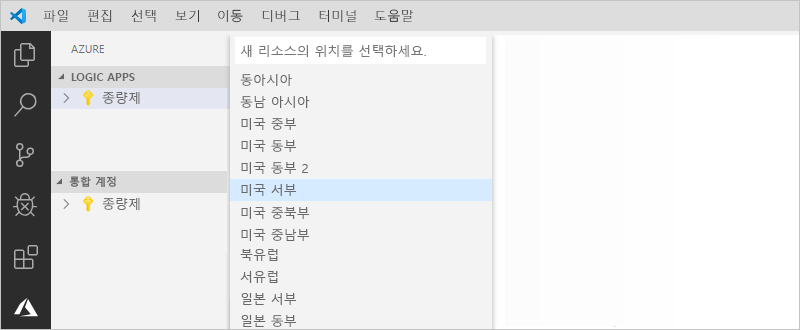 파일 편집 선택 보기 이동 디버그 터미널 도움말
AZURE
LOGIC APPS
종량제
통합 계정
종량제
새 리소스의 위치를 선택하세요.
동아시아
동남 아시아
미국 중부
미국 동부
미국 동부 2
미국 서부
미국 중북부
미국 중남부
북유럽
서유럽
일본 서부
일본 동부